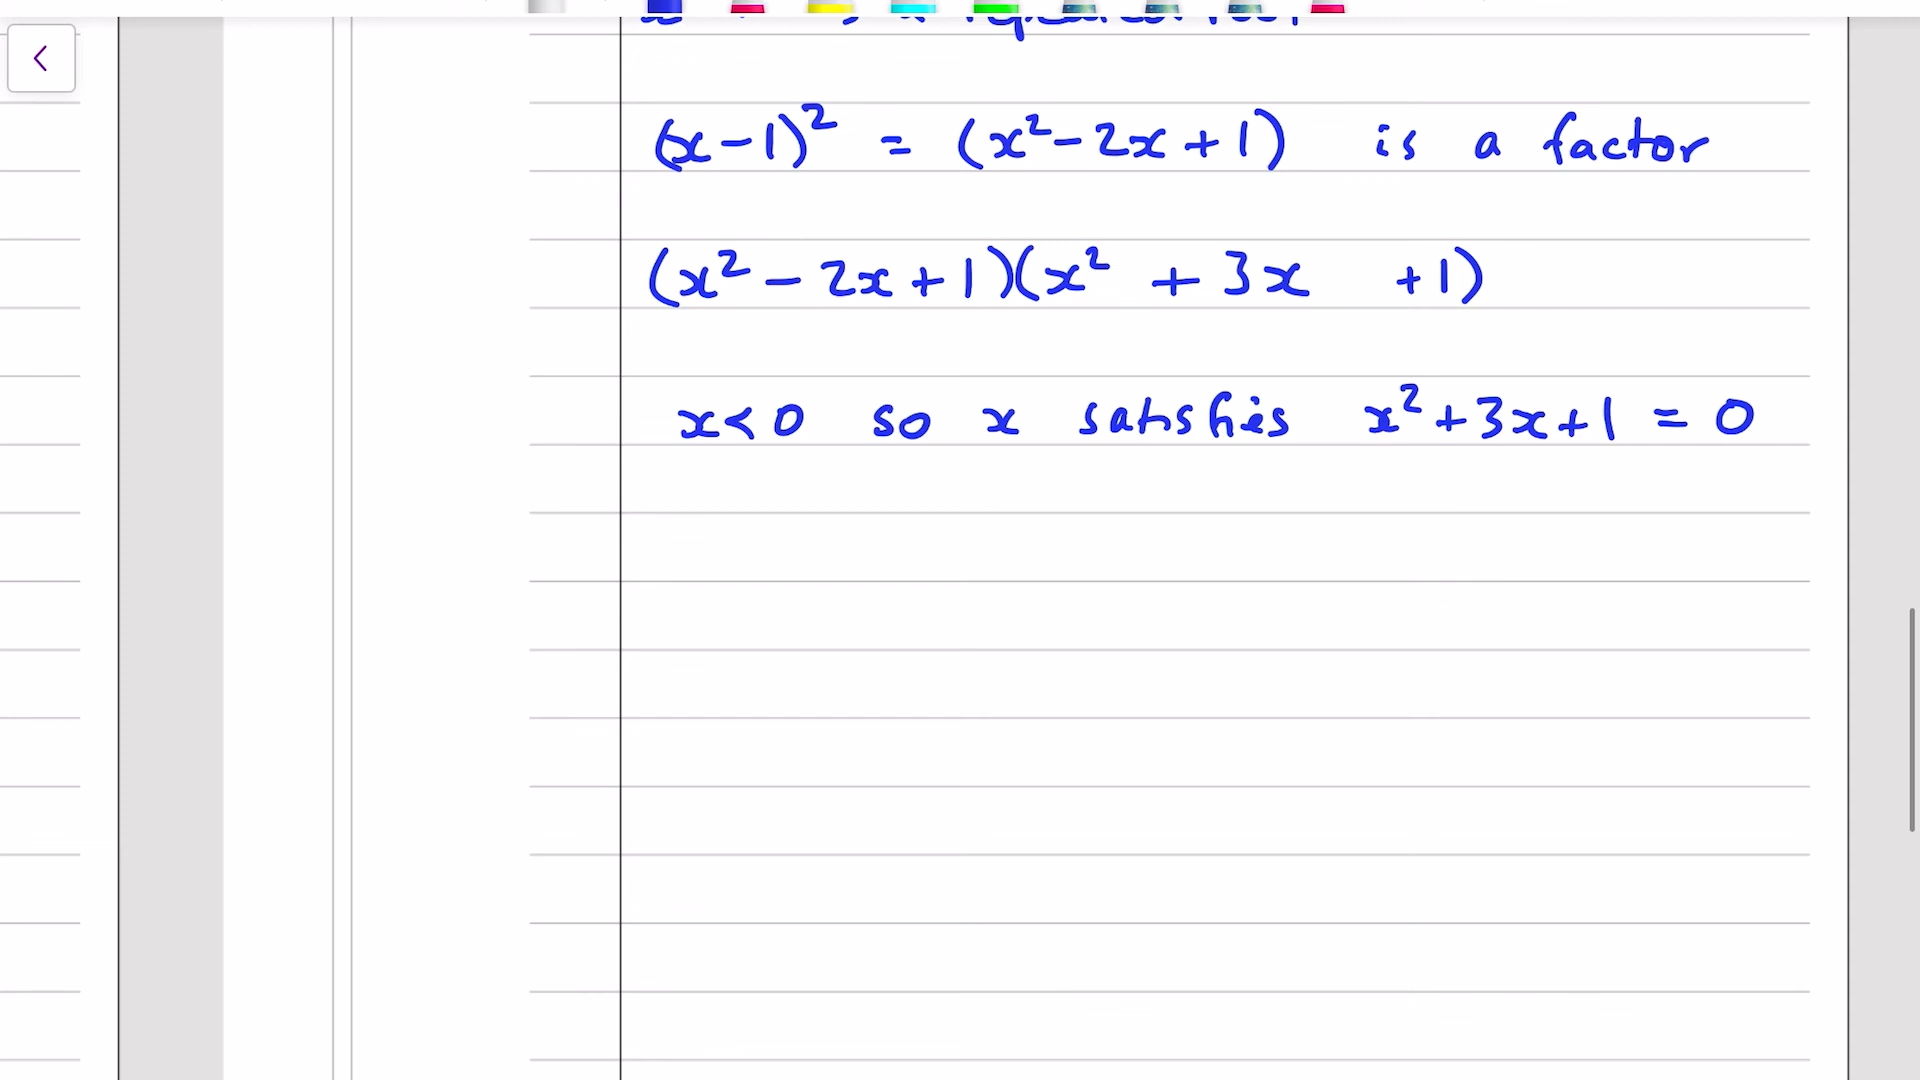 (x-1)² = (x²-2x+1) is a factor
(x²-2x+1)(x² + 3x +1)
x<0 so x satisfies x²+3x+1 = 0